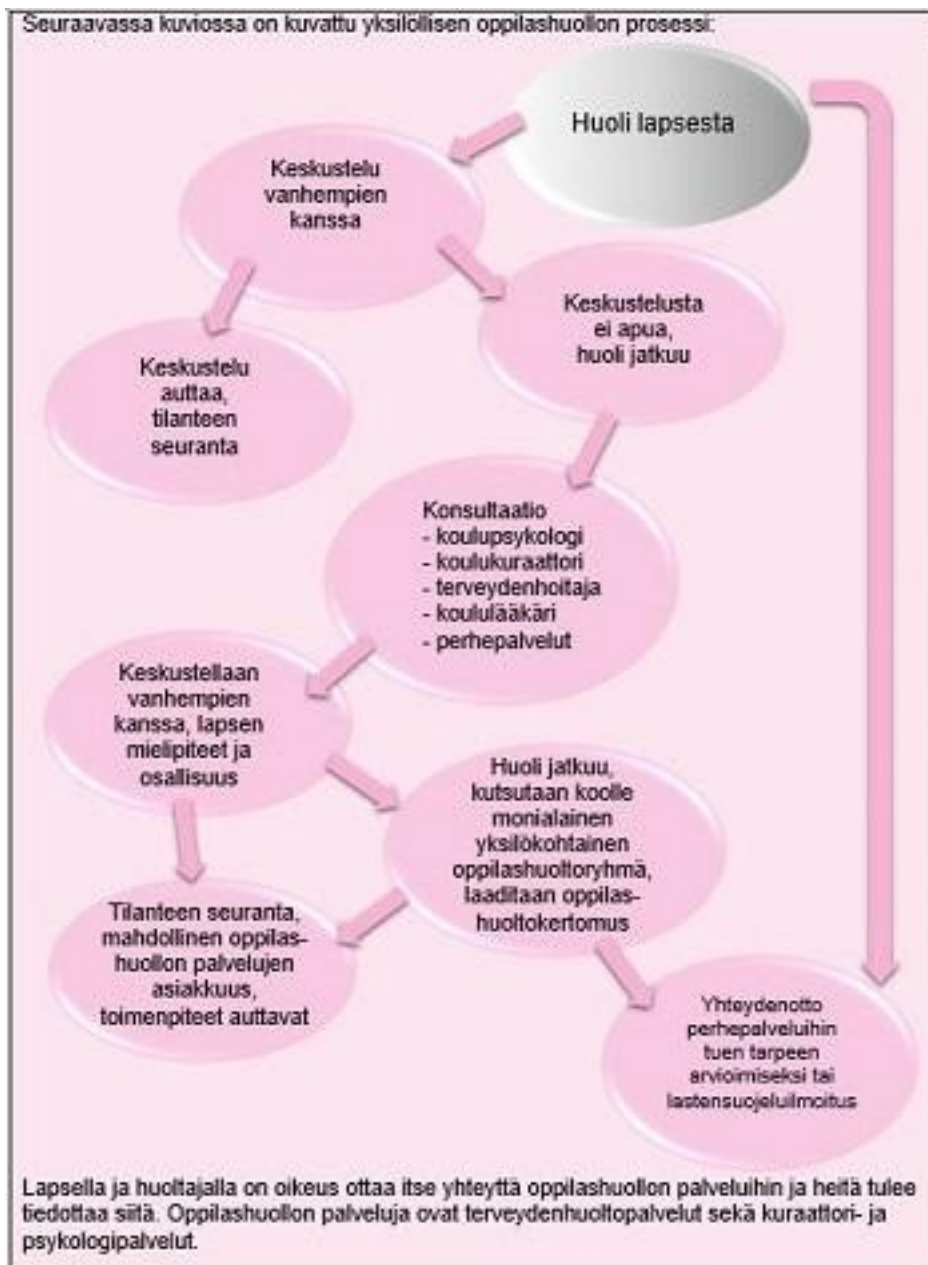 Seuraavassa kuviossa on kuvattu yksilöllisen oppilashuollon prosessi:
Huoli lapsesta
Keskustelu
vanhempien
kanssa
Keskustelu
auttaa,
tilanteen
seuranta
Keskustelusta
ei apua,
huoli jatkuu
Konsultaatio
- koulupsykologi
- koulukuraattori
- terveydenhoitaja
- koululääkäri
- perhepalvelut
Keskustellaan
vanhempien
kanssa, lapsen
mielipiteet ja
osallisuus
Huoli jatkuu,
kutsutaan koolle
monialainen
yksilökohtainen
oppilashuoltoryhmä,
laaditaan oppilas-
huoltokertomus
Tilanteen seuranta,
mahdollinen oppilas-
huollon palvelujen
asiakkuus,
toimenpiteet auttavat
Yhteydenotto
perhepalveluihin
tuen tarpeen
arvioimiseksi tai
lastensuojeluilmoitus
Lapsella ja huoltajalla on oikeus ottaa itse yhteyttä oppilashuollon palveluihin ja heitä tulee
tiedottaa siitä. Oppilashuollon palveluja ovat terveydenhuoltopalvelut sekä kuraattori- ja
psykologipalvelut.